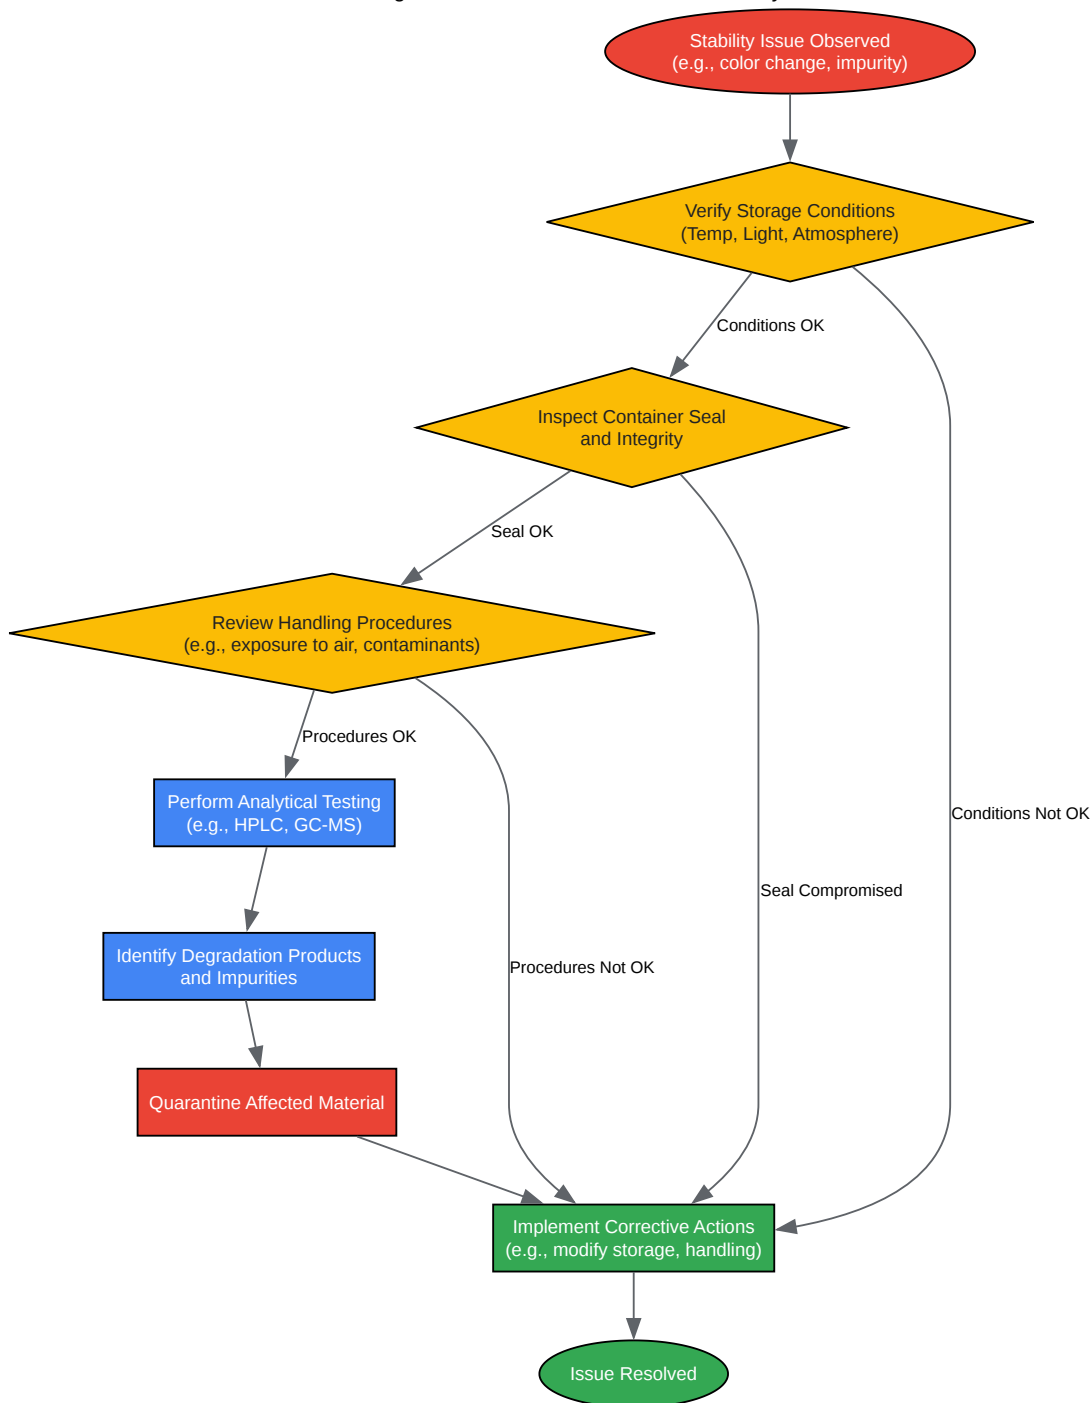 Stability Issue Observed
(e.g., color change, impurity)
Verify Storage Conditions
(Temp, Light, Atmosphere)
Conditions OK
Inspect Container Seal
and Integrity
Seal OK
Review Handling Procedures
(e.g., exposure to air, contaminants)
Procedures OK
Perform Analytical Testing
(e.g., HPLC, GC-MS)
Conditions Not OK
Seal Compromised
Identify Degradation Products
and Impurities
Procedures Not OK
Quarantine Affected Material
Implement Corrective Actions
(e.g., modify storage, handling)
Issue Resolved